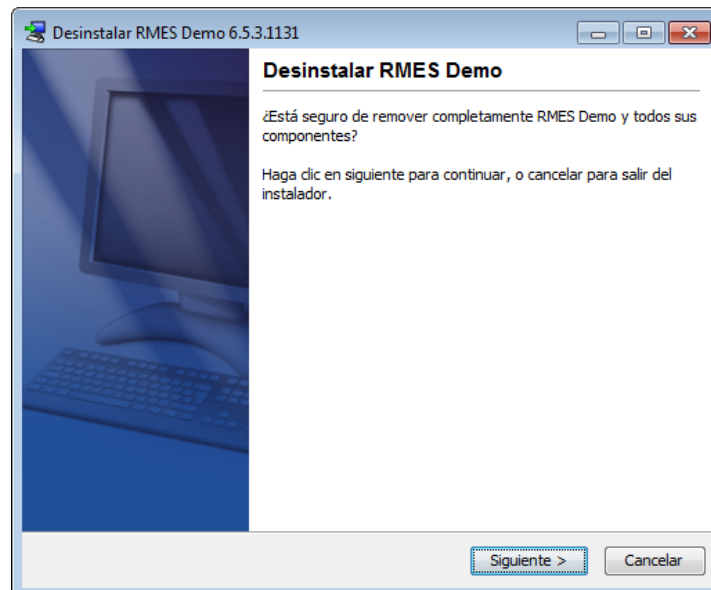 Desinstalar RMES Demo 6.5.3.1131
Desinstalar RMES Demo
¿Está seguro de remover completamente RMES Demo y todos sus
componentes?
Haga clic en siguiente para continuar, o cancelar para salir del
instalador.
Siguiente >
Cancelar